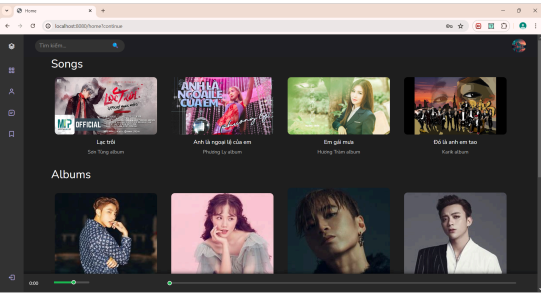 Home
localhost:8080/home?continue
Tìm kiếm...
Songs
LẠC TRÔI
OFFICIAL
ANH LÀ
NGOẠI LỆ
CỦA EM
Lạc trôi
Anh là ngoại lệ của em
Em gái mưa
Đó là anh em tao
Sơn Tùng album
Phương Ly album
Hương Tràm album
Karik album
Albums
0:00